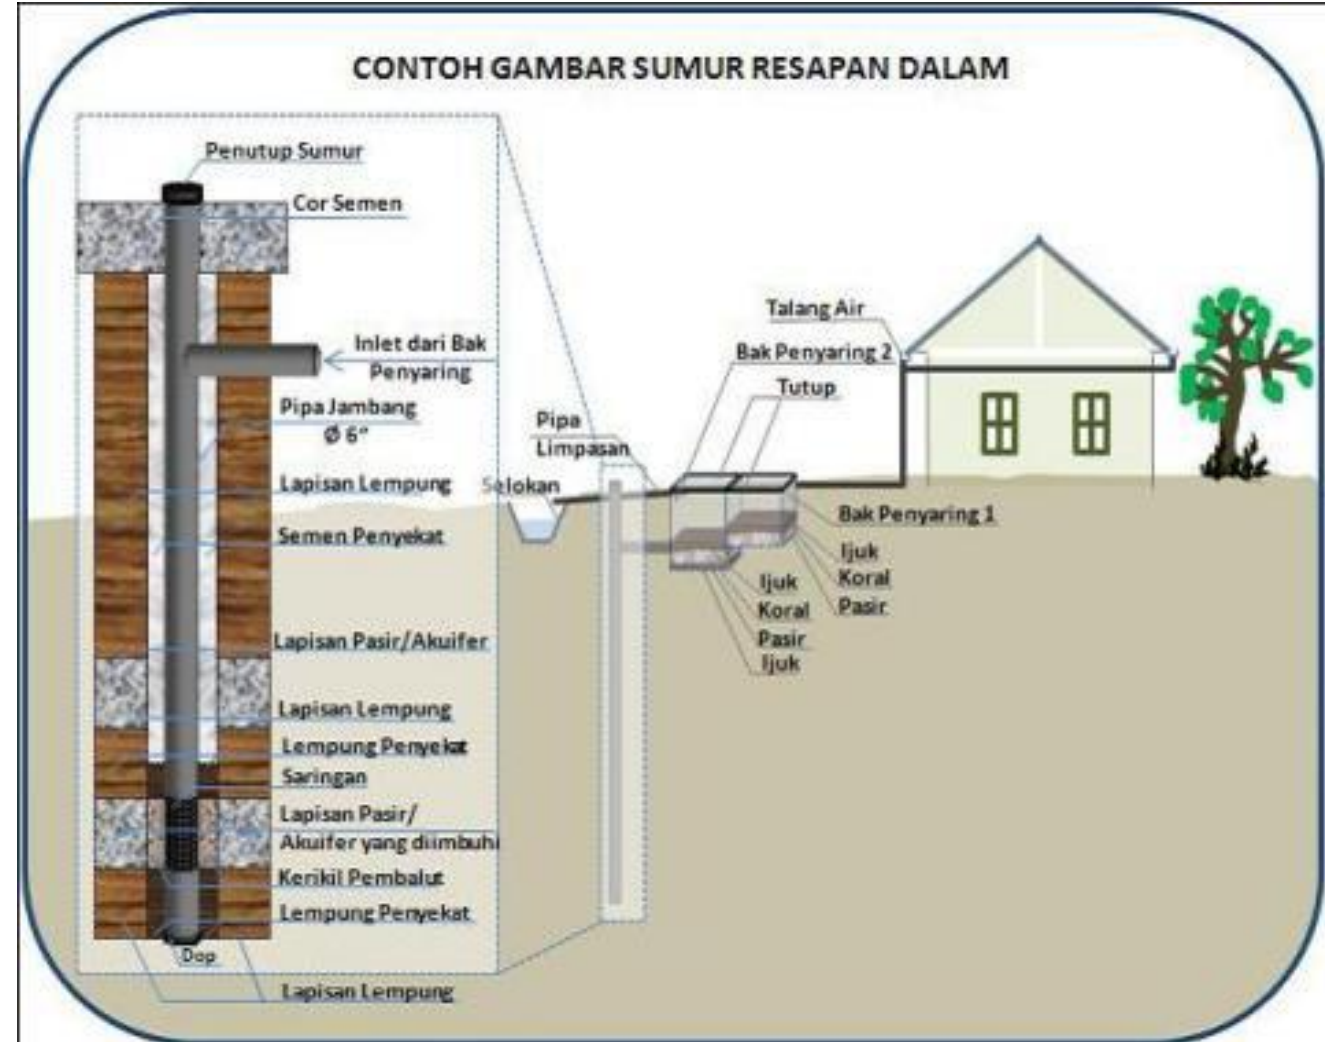 CONTOH GAMBAR SUMUR RESAPAN DALAM
Penutup Sumur
Cor Semen
Inlet dari Bak
Penyaring
Pipa Jambang
Ø 6"
Lapisan Lempung
Semen Penyekat
Lapisan Pasir/Akuifer
Lapisan Lempung
Lempung Penyekat
Saringan
Lapisan Pasir/
Akuifer yang diimbuhi
Kerikil Pembalut
Lempung Penyekat
Dop
Lapisan Lempung
Talang Air
Bak Penyaring 2
Tutup
Pipa
Limpasan
Selokan
Bak Penyaring 1
Ijuk
Koral
Pasir
Ijuk
Koral
Pasir
Ijuk